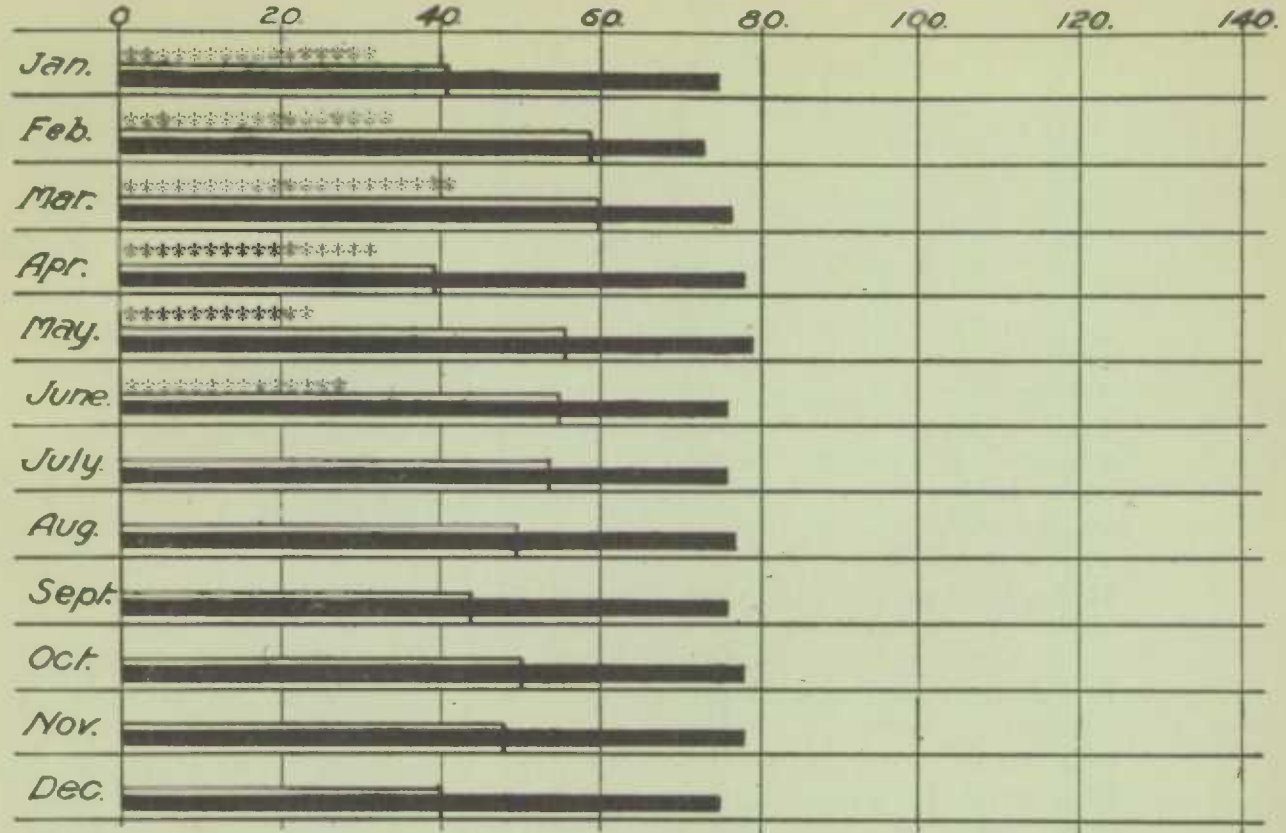 0 20. 40. 60. 80. 100. 120. 140.
Jan.
Feb.
Mar.
Apr.
May.
June.
July.
Aug.
Sept.
Oct.
Nov.
Dec.